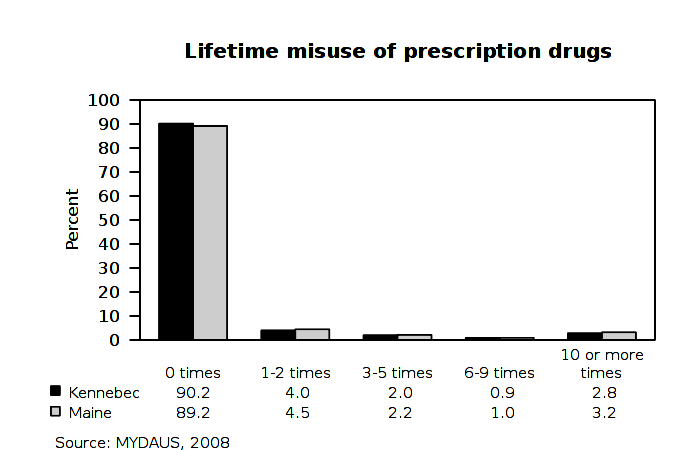 Lifetime misuse of prescription drugs
100
90
80
70
60
50
40
30
20
10
0
Percent
0 times 1-2 times 3-5 times 6-9 times 10 or more times
Kennebec 90.2 4.0 2.0 0.9 2.8
Maine 89.2 4.5 2.2 1.0 3.2
Source: MYDAUS, 2008